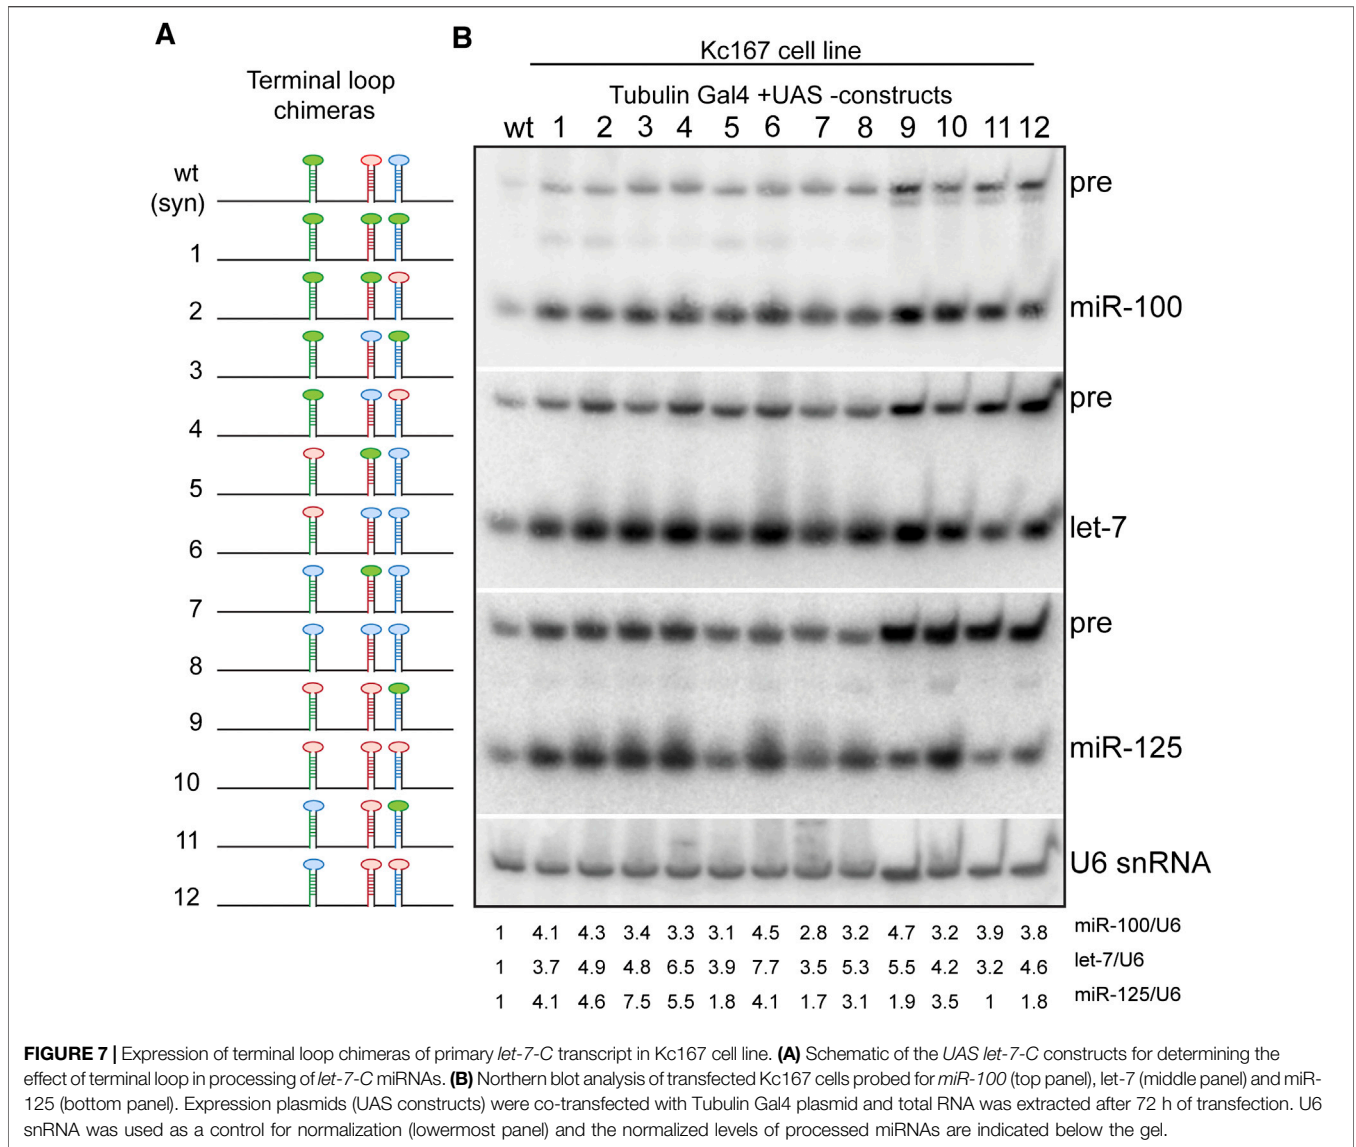 A
Terminal loop
chimeras
wt
(syn)
1
2
3
4
5
6
7
8
9
10
11
12
B
Kc167 cell line
Tubulin Gal4 +UAS -constructs
wt 1 2 3 4 5 6 7 8 9 10 11 12
pre
miR-100
pre
let-7
pre
miR-125
U6 snRNA
1 4.1 4.3 3.4 3.3 3.1 4.5 2.8 3.2 4.7 3.2 3.9 3.8 miR-100/U6
1 3.7 4.9 4.8 6.5 3.9 7.7 3.5 5.3 5.5 4.2 3.2 4.6 let-7/U6
1 4.1 4.6 7.5 5.5 1.8 4.1 1.7 3.1 1.9 3.5 1 1.8 miR-125/U6
FIGURE 7 | Expression of terminal loop chimeras of primary let-7-C transcript in Kc167 cell line. (A) Schematic of the UAS let-7-C constructs for determining the
effect of terminal loop in processing of let-7-C miRNAs. (B) Northern blot analysis of transfected Kc167 cells probed for miR-100 (top panel), let-7 (middle panel) and miR-
125 (bottom panel). Expression plasmids (UAS constructs) were co-transfected with Tubulin Gal4 plasmid and total RNA was extracted after 72 h of transfection. U6
snRNA was used as a control for normalization (lowermost panel) and the normalized levels of processed miRNAs are indicated below the gel.